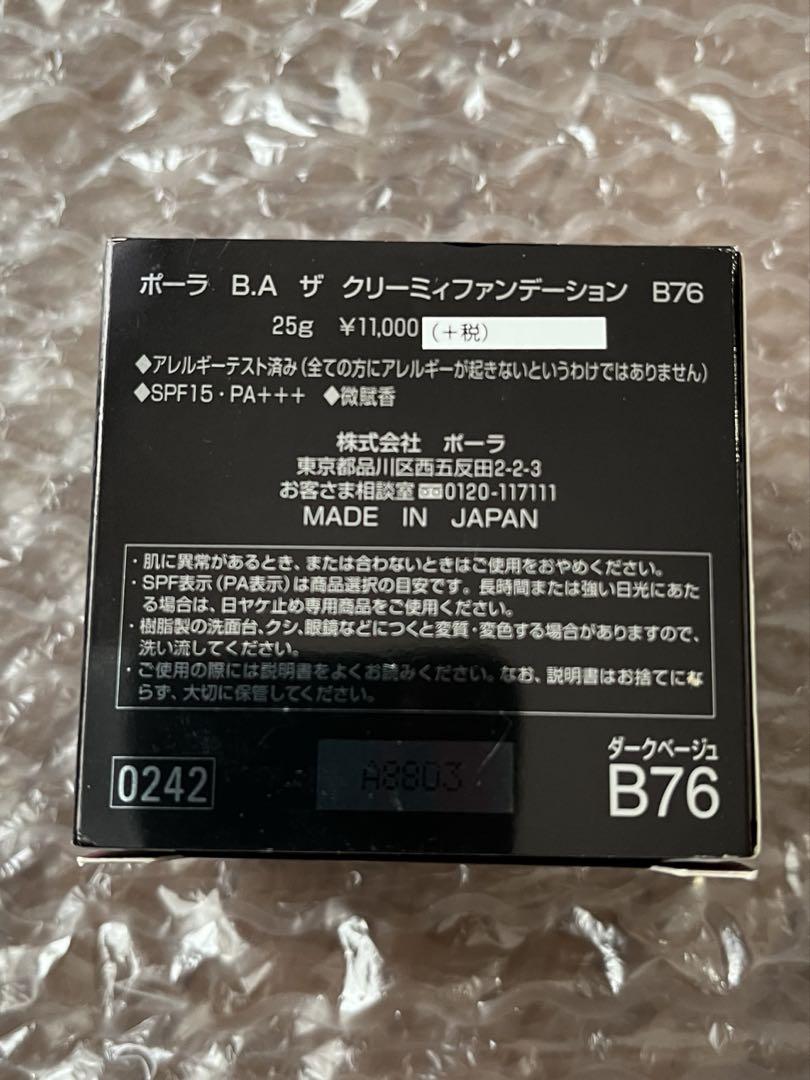 ポーラ B.A ザ クリーミィファンデーション B76
25g ¥11,000 (+税)
◆アレルギーテスト済み(全ての方にアレルギーが起きないというわけではありません)
◆SPF15・PA+++ ◆微賦香
株式会社 ポーラ
東京都品川区西五反田2-2-3
お客さま相談室 0120-117111
MADE IN JAPAN
・肌に異常があるとき、または合わないときはご使用をおやめください。
・SPF表示(PA表示)は商品選択の目安です。長時間または強い日光にあた
る場合は、日ヤケ止め専用商品をご使用ください。
・樹脂製の洗面台、クシ、眼鏡などにつくと変質・変色する場合がありますので、
洗い流してください。
・ご使用の際には説明書をよくお読みください。なお、説明書はお捨てにな
らず、大切に保管してください。
0242
A8803
ダークベージュ
B76